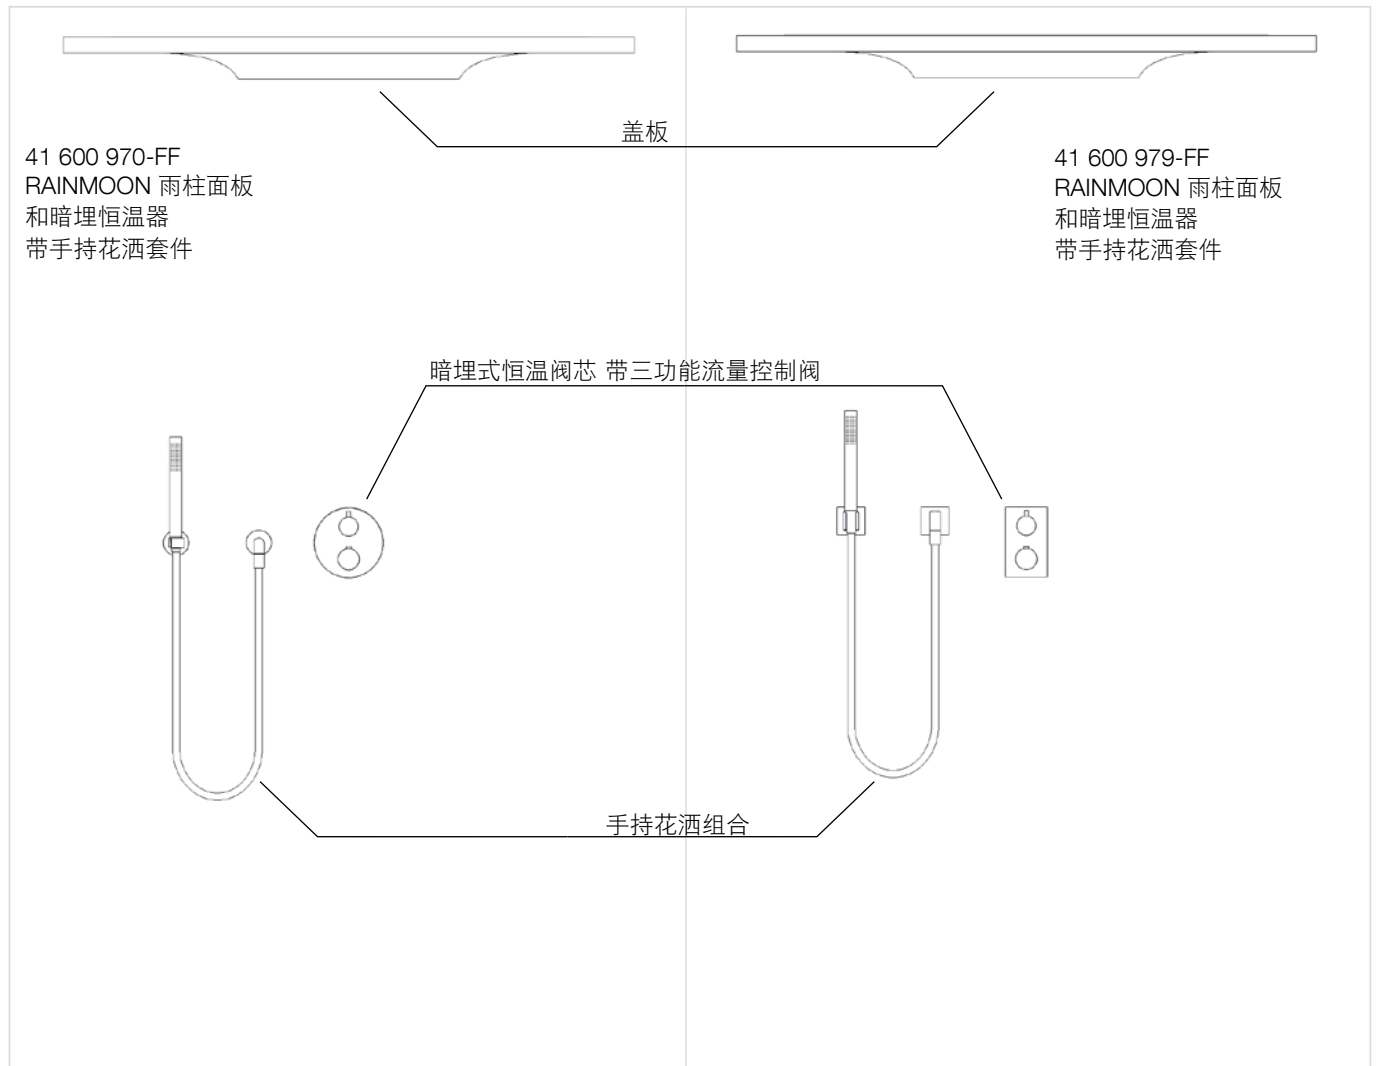 盖板
41 600 970-FF
RAINMOON 雨柱面板
和暗埋恒温器
带手持花洒套件
41 600 979-FF
RAINMOON 雨柱面板
和暗埋恒温器
带手持花洒套件
暗埋式恒温阀芯 带三功能流量控制阀
手持花洒组合